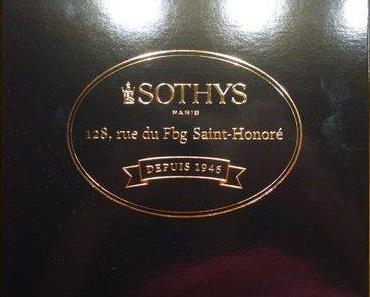 SOTHYS
PARIS
128, rue du Fbg Saint-Honoré
DEPUIS 1946